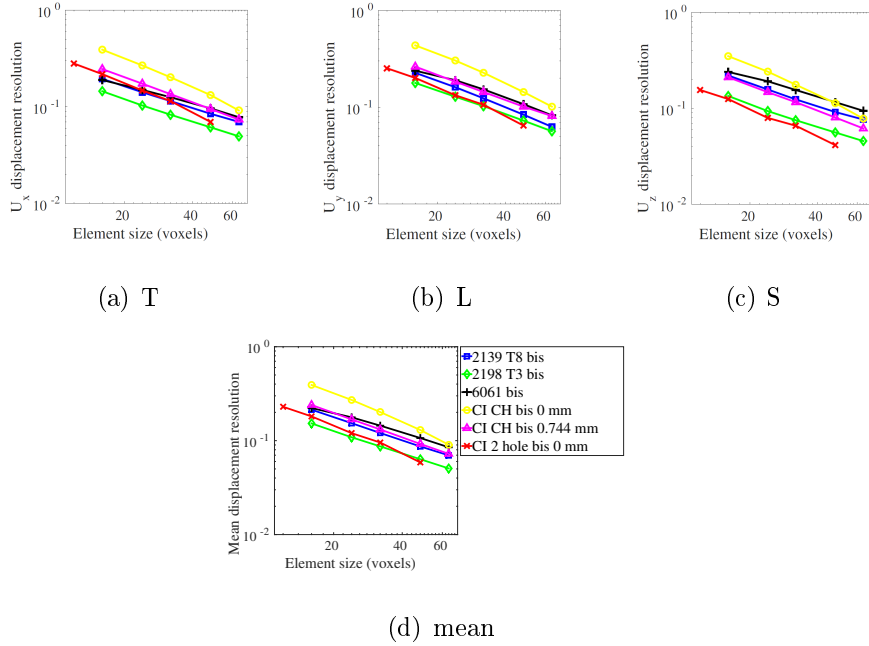 10^0
10^-1
10^-2
U_x displacement resolution
20 40 60
Element size (voxels)
(a) T
10^0
10^-1
10^-2
U_y displacement resolution
20 40 60
Element size (voxels)
(b) L
10^0
10^-1
10^-2
U_z displacement resolution
20 40 60
Element size (voxels)
(c) S
10^0
10^-1
10^-2
Mean displacement resolution
20 40 60
Element size (voxels)
2139 T8 bis
2198 T3 bis
6061 bis
CI CH bis 0 mm
CI CH bis 0.744 mm
CI 2 hole bis 0 mm
(d) mean